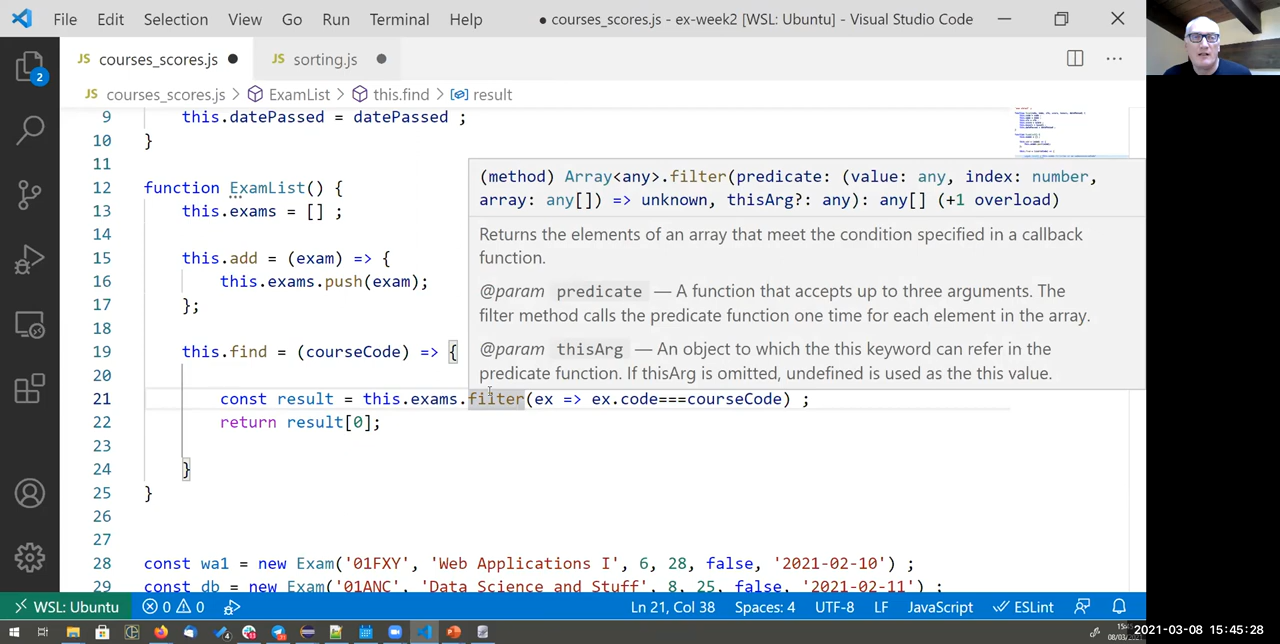 File Edit Selection View Go Run Terminal Help ● courses_scores.js - ex-week2 [WSL: Ubuntu] - Visual Studio Code
JS courses_scores.js ● JS sorting.js ●
JS courses_scores.js > ExamList > this.find > result
2
9 this.datePassed = datePassed ;
10 }
11
12 function ExamList() {
13 this.exams = [] ;
14
15 this.add = (exam) => {
16 this.exams.push(exam);
17 };
18
19 this.find = (courseCode) => {
20
21 const result = this.exams.filter(ex => ex.code===courseCode) ;
22 return result[0];
23
24 }
25 }
26
27
28 const wa1 = new Exam('01FXY', 'Web Applications I', 6, 28, false, '2021-02-10') ;
29 const db = new Exam('01ANC', 'Data Science and Stuff', 8, 25, false, '2021-02-11') ;
(method) Array<any>.filter(predicate: (value: any, index: number,
array: any[]) => unknown, thisArg?: any): any[] (+1 overload)
Returns the elements of an array that meet the condition specified in a callback
function.
@param predicate — A function that accepts up to three arguments. The
filter method calls the predicate function one time for each element in the array.
@param thisArg — An object to which the this keyword can refer in the
predicate function. If thisArg is omitted, undefined is used as the this value.
WSL: Ubuntu 0 0 Ln 21, Col 38 Spaces: 4 UTF-8 LF JavaScript ESLint
2021-03-08 15:45:28